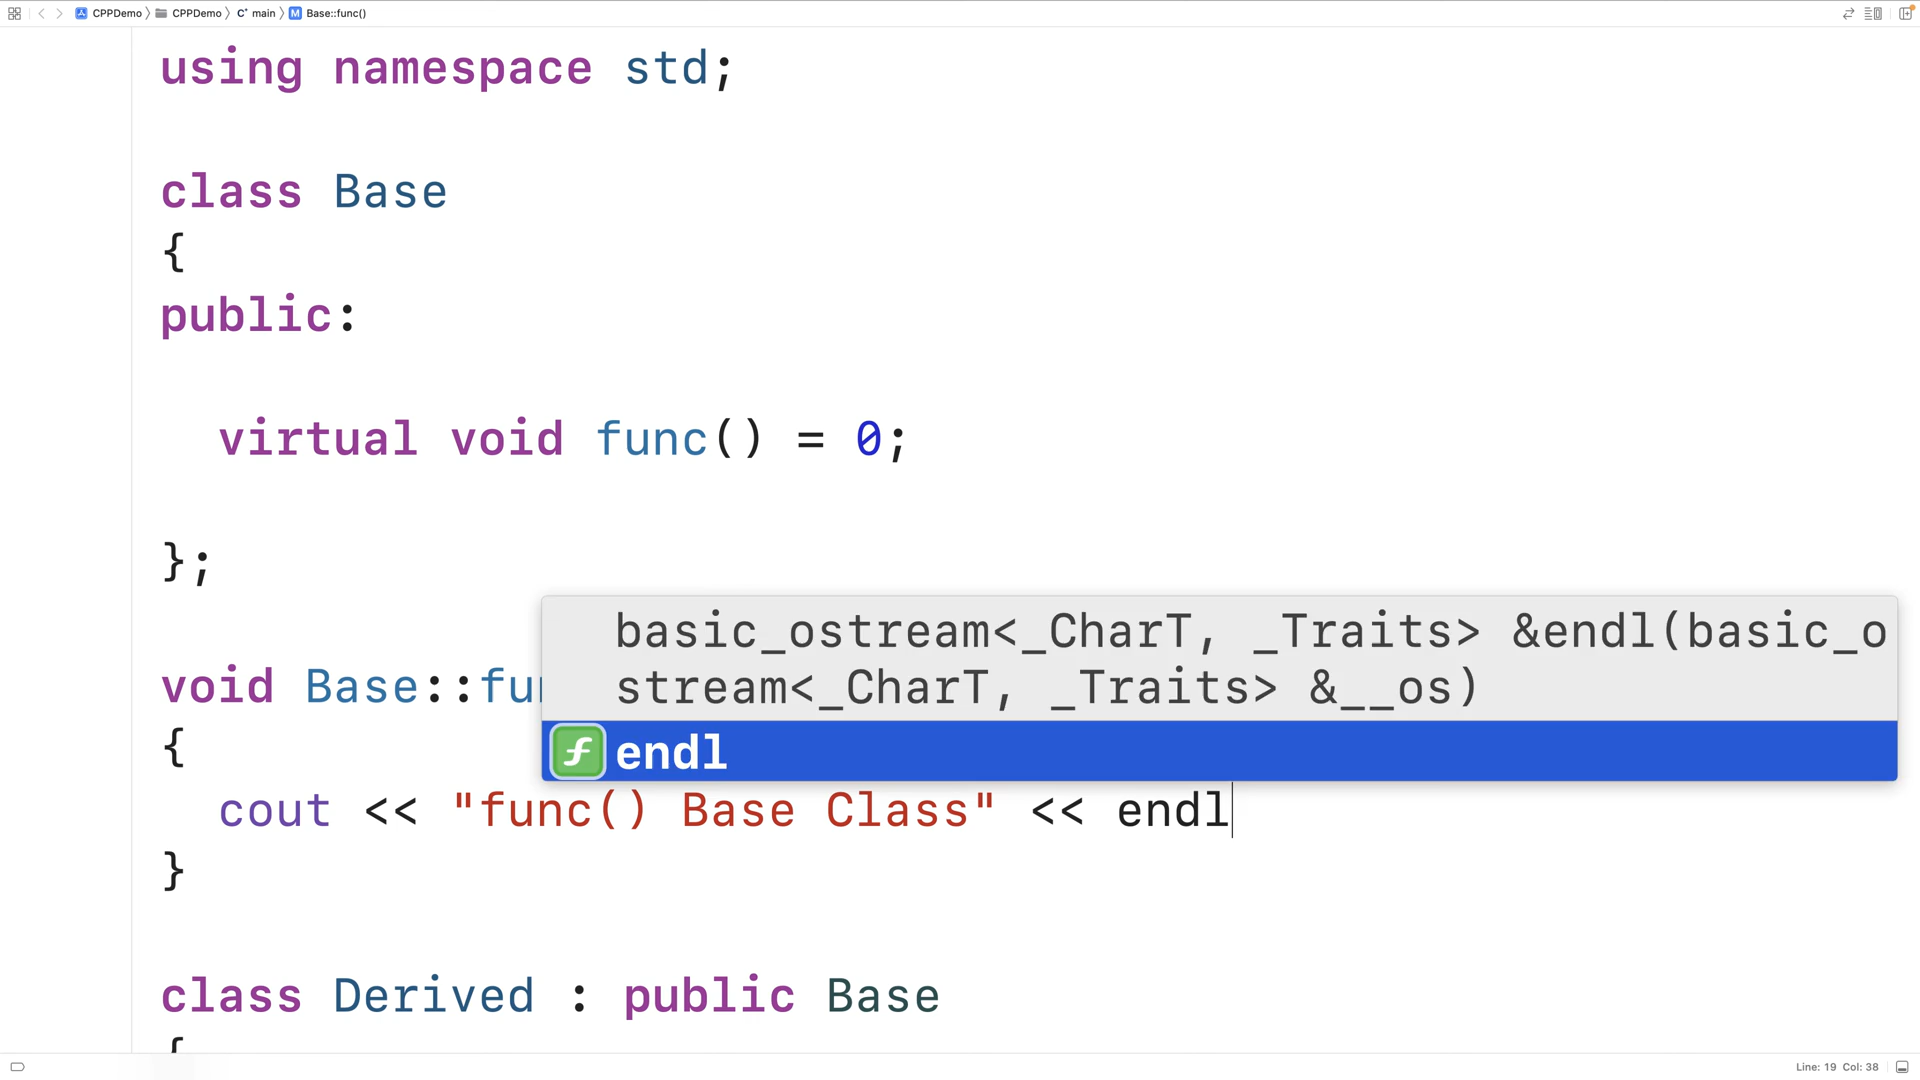 CPPDemo 〉 CPPDemo 〉 C+ main 〉 M Base::func()
using namespace std;
class Base
{
public:
virtual void func() = 0;
};
basic_ostream<_CharT, _Traits> &endl(basic_o
stream<_CharT, _Traits> &__os)
void Base::fun
{
f endl
cout << "func() Base Class" << endl
}
class Derived : public Base
{
Line: 19 Col: 38